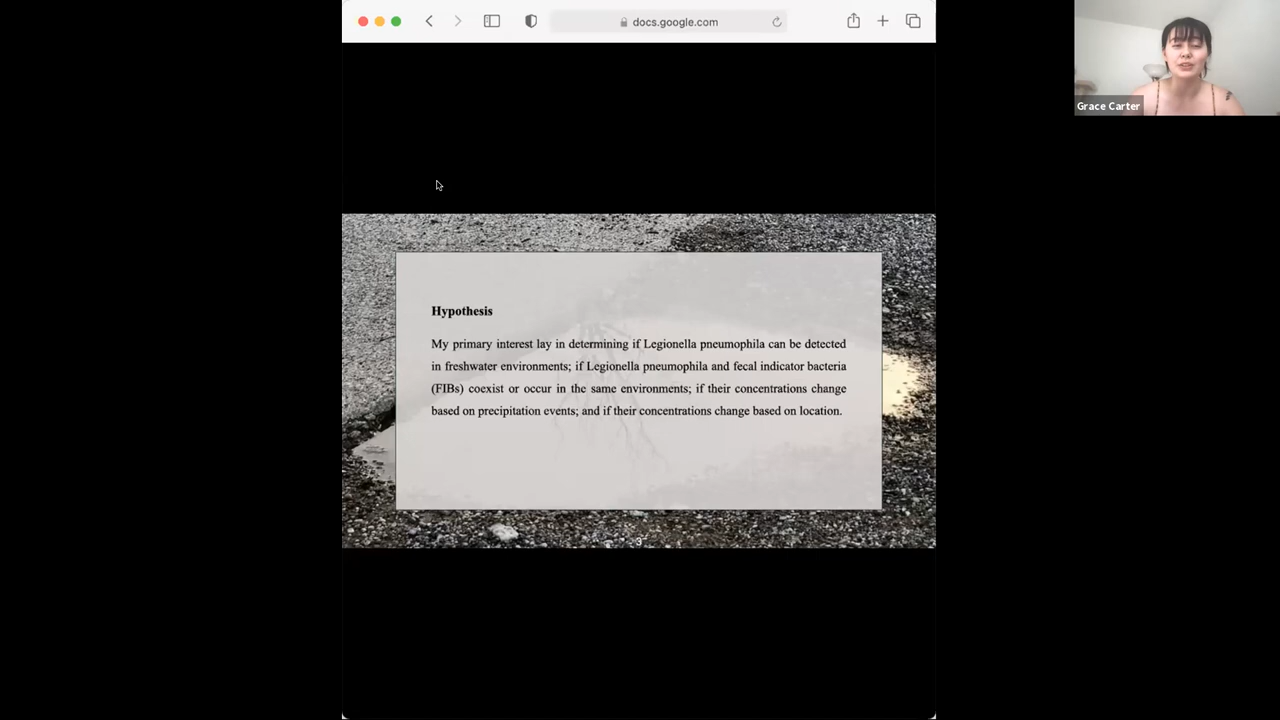 docs.google.com
Grace Carter
Hypothesis
My primary interest lay in determining if Legionella pneumophila can be detected
in freshwater environments; if Legionella pneumophila and fecal indicator bacteria
(FIBs) coexist or occur in the same environments; if their concentrations change
based on precipitation events; and if their concentrations change based on location.
3